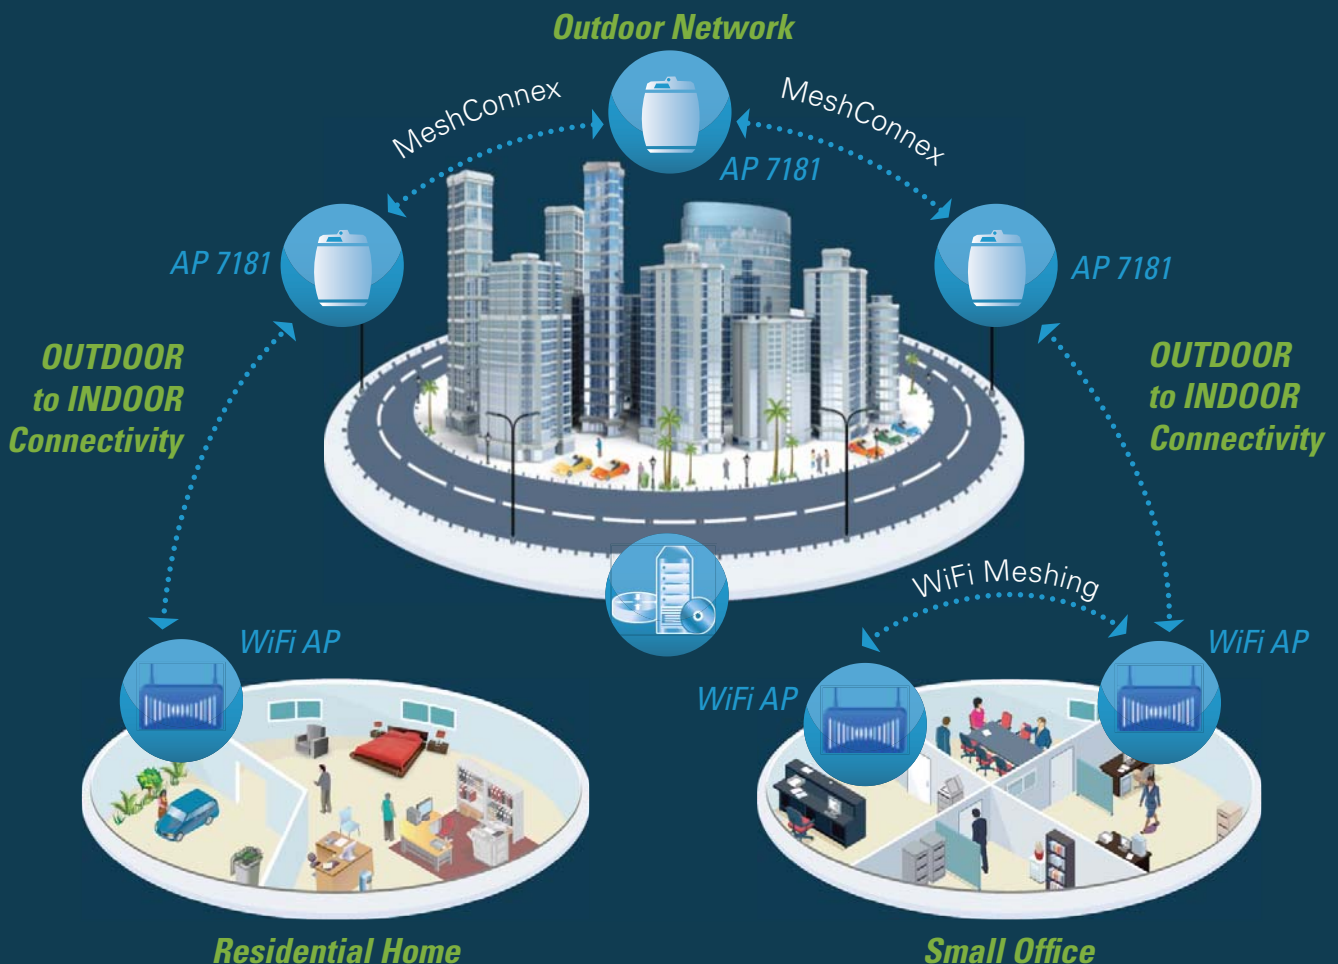 Outdoor Network
MeshConnex
MeshConnex
AP 7181
AP 7181
AP 7181
OUTDOOR
to INDOOR
Connectivity
OUTDOOR
to INDOOR
Connectivity
WiFi Meshing
WiFi AP
WiFi AP
WiFi AP
Residential Home
Small Office